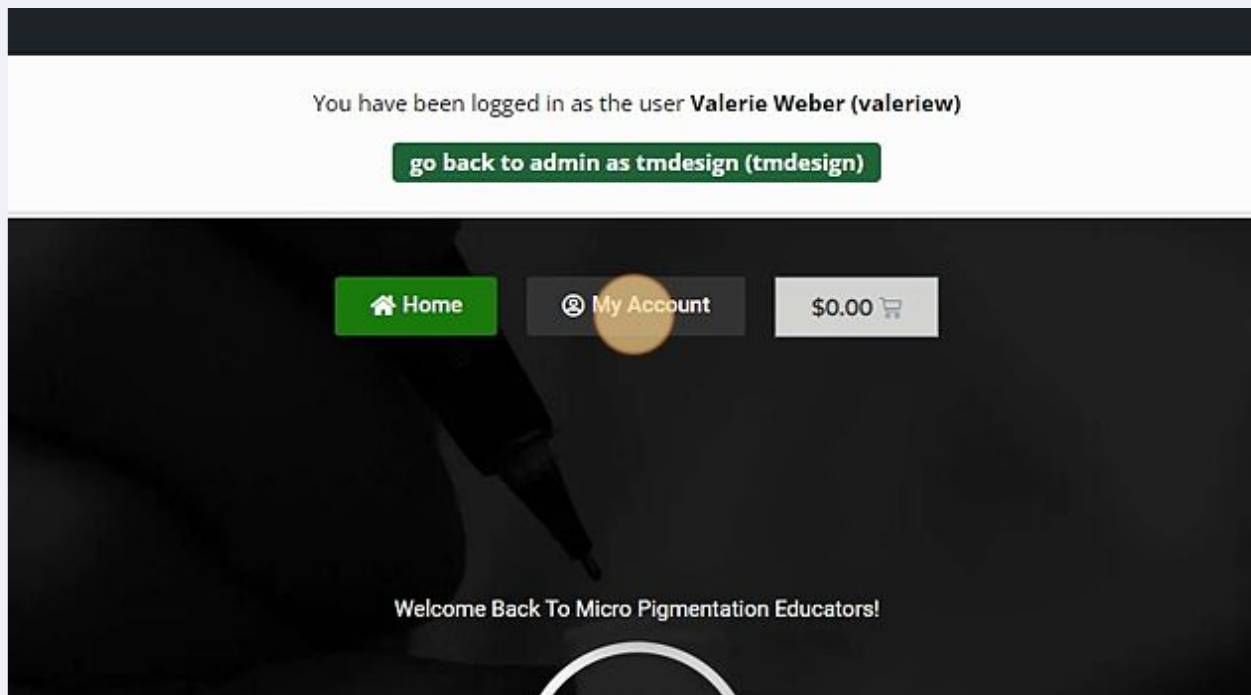 You have been logged in as the user Valerie Weber (valeriew)
go back to admin as tmdesign (tmdesign)
Home My Account $0.00
Welcome Back To Micro Pigmentation Educators!